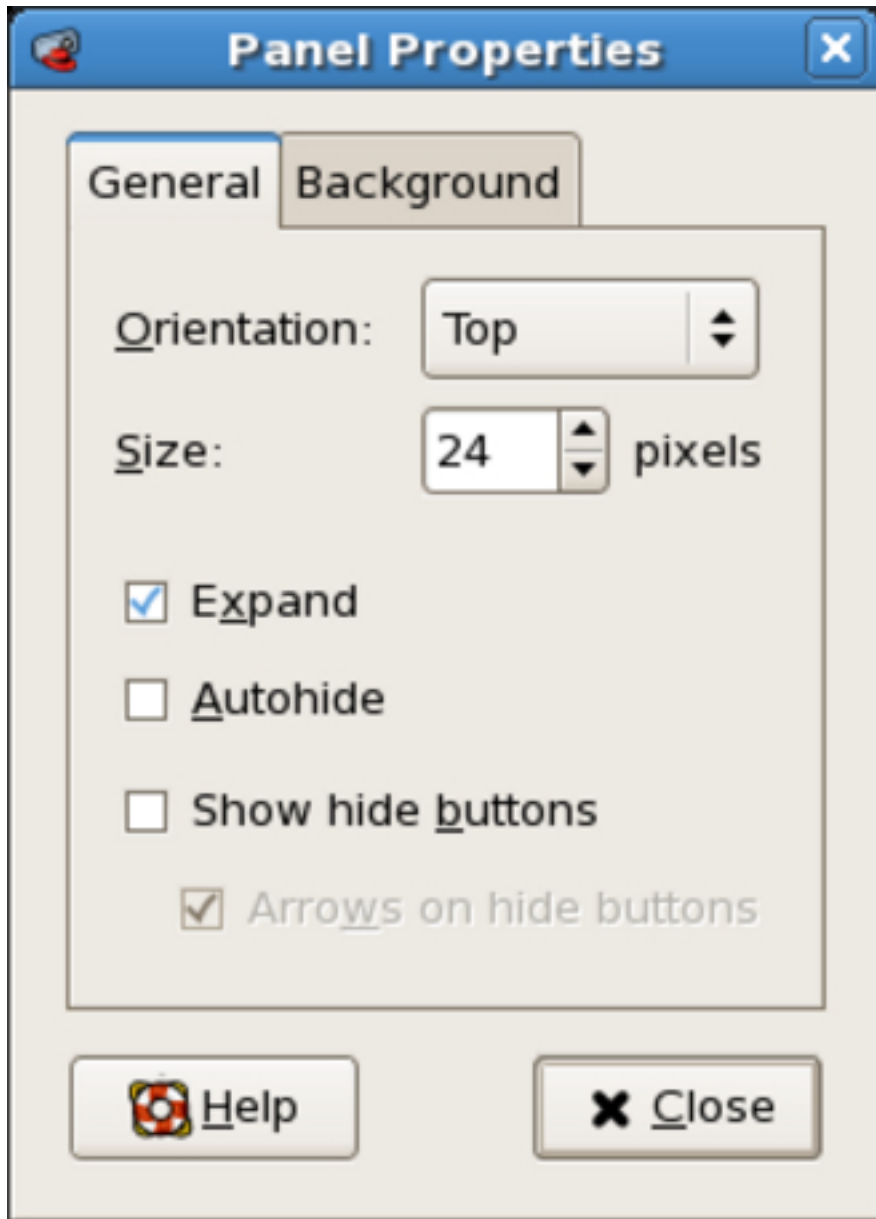 Panel Properties
General Background
Orientation: Top
Size: 24 pixels
Expand
Autohide
Show hide buttons
Arrows on hide buttons
Help Close